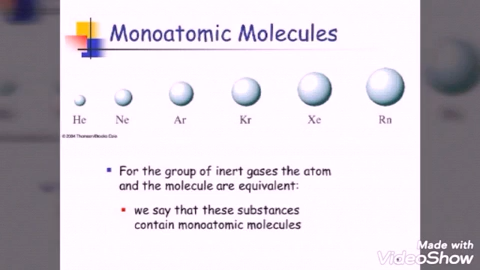 Monoatomic Molecules
He Ne Ar Kr Xe Rn
For the group of inert gases the atom
and the molecule are equivalent:
we say that these substances
contain monoatomic molecules
Made with
VideoShow